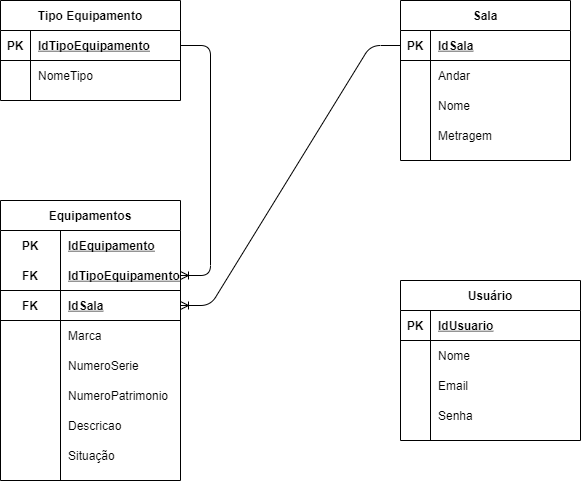 Tipo Equipamento
PK IdTipoEquipamento
NomeTipo
Sala
PK IdSala
Andar
Nome
Metragem
Equipamentos
PK IdEquipamento
FK IdTipoEquipamento
FK IdSala
Marca
NumeroSerie
NumeroPatrimonio
Descricao
Situação
Usuário
PK IdUsuario
Nome
Email
Senha